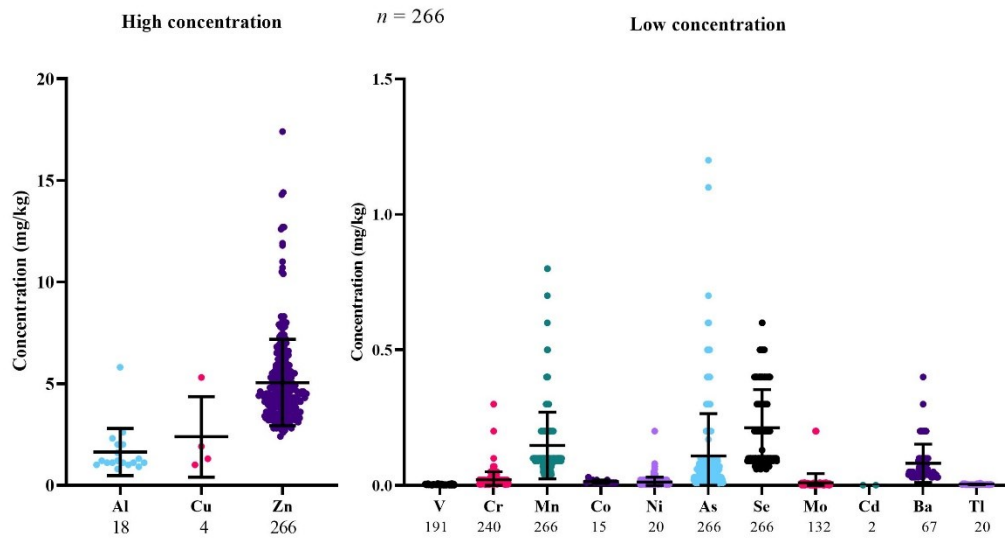 High concentration
n = 266
Low concentration
Concentration (mg/kg)
20
15
10
5
0
Al Cu Zn
18 4 266
Concentration (mg/kg)
1.5
1.0
0.5
0.0
V Cr Mn Co Ni As Se Mo Cd Ba Tl
191 240 266 15 20 266 266 132 2 67 20